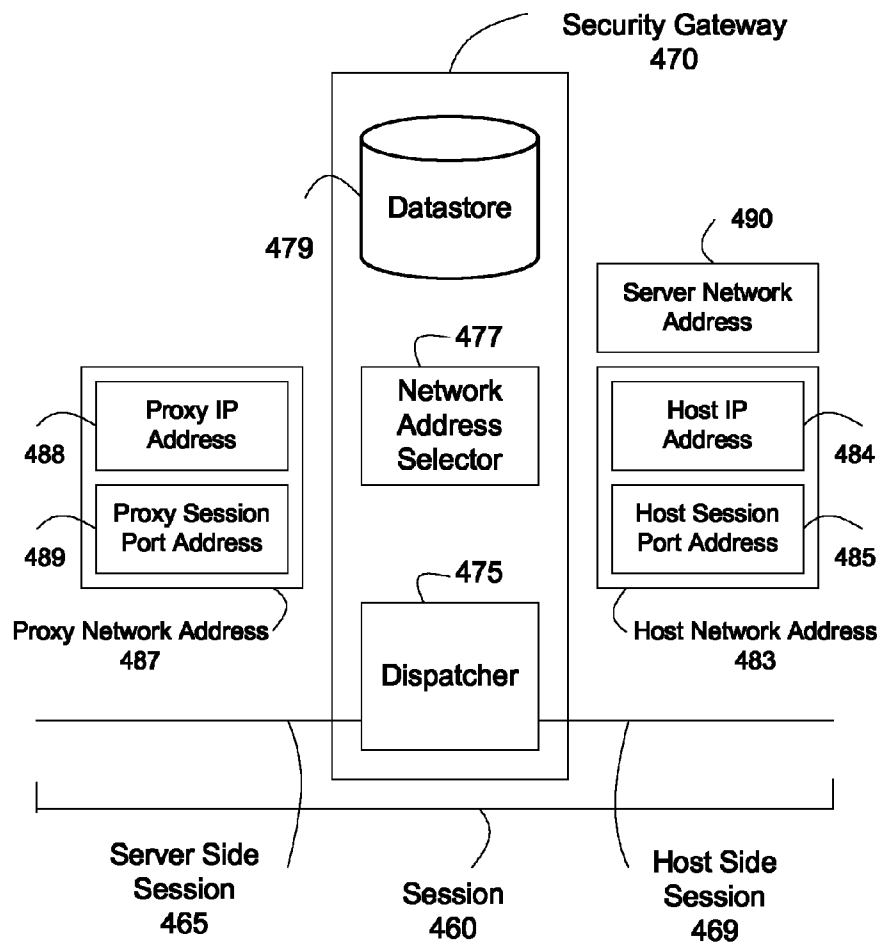 Security Gateway
470
Datastore
479
490
Server Network
Address
477
Network
Address
Selector
Proxy IP
Address
488
Proxy Session
Port Address
489
Proxy Network Address
487
Host IP
Address
484
Host Session
Port Address
485
Host Network Address
483
475
Dispatcher
Server Side
Session
465
Session
460
Host Side
Session
469